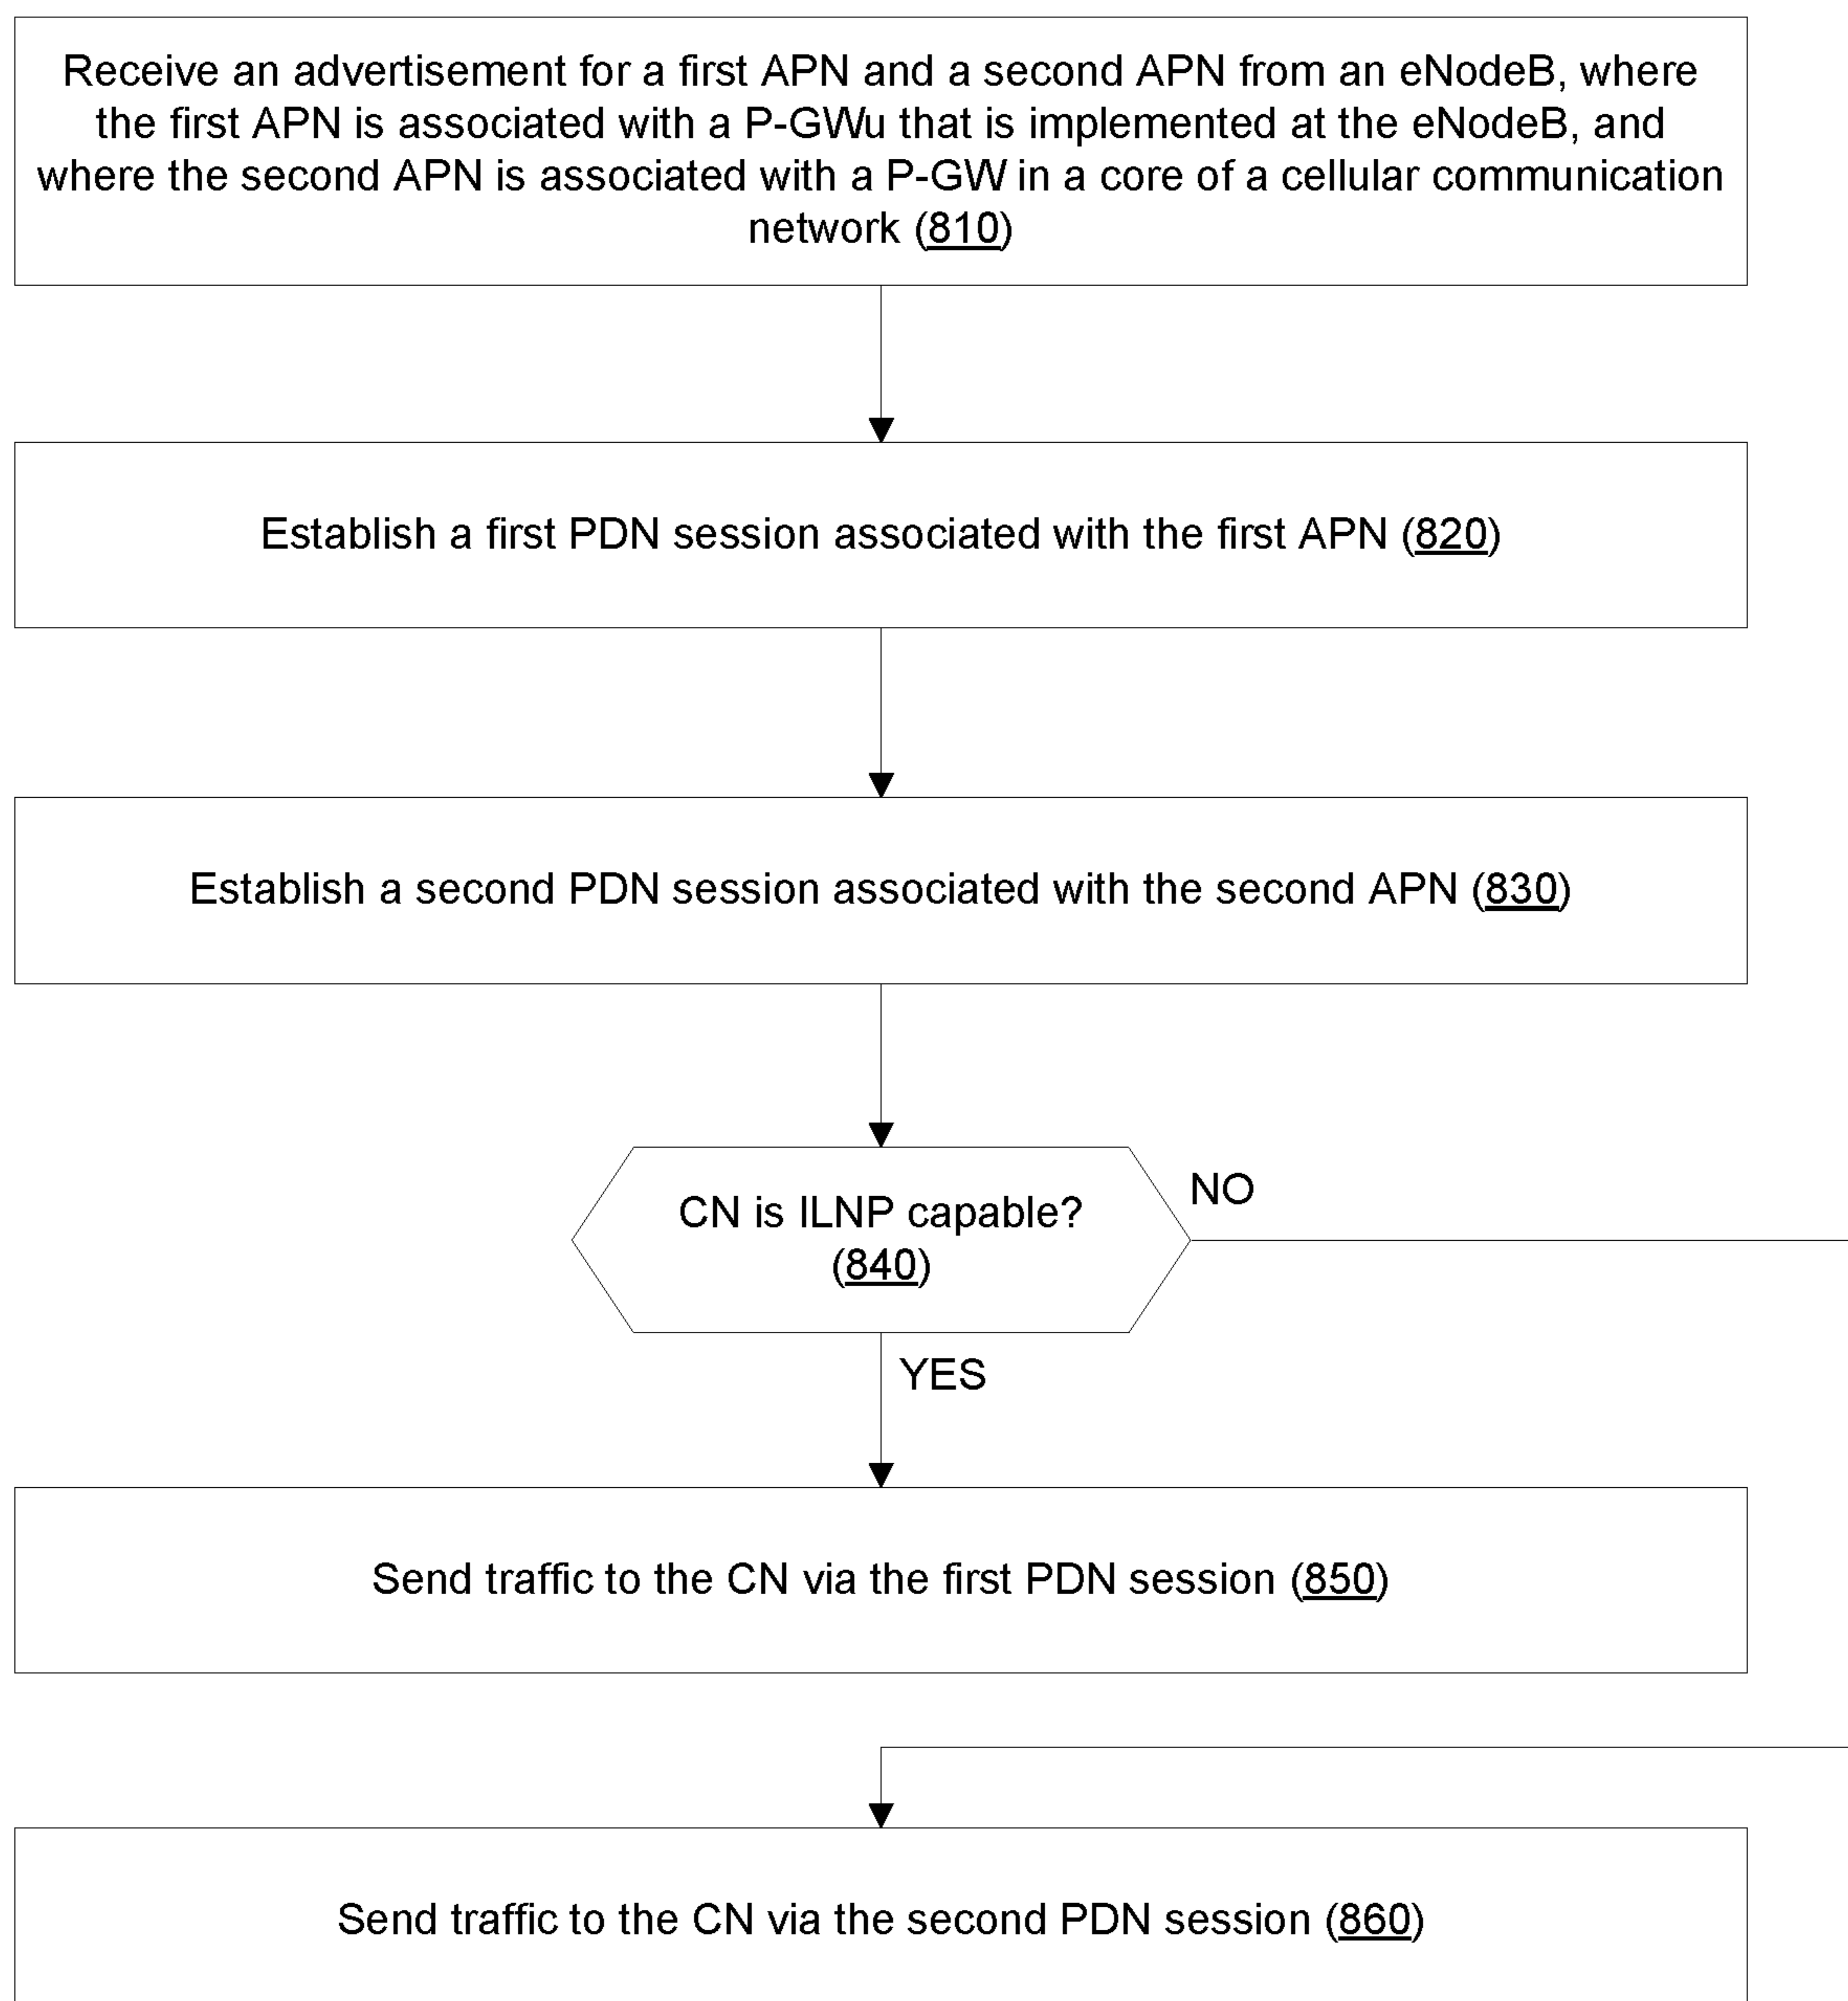 Receive an advertisement for a first APN and a second APN from an eNodeB, where
the first APN is associated with a P-GWu that is implemented at the eNodeB, and
where the second APN is associated with a P-GW in a core of a cellular communication
network (810)
Establish a first PDN session associated with the first APN (820)
Establish a second PDN session associated with the second APN (830)
CN is ILNP capable?
(840)
NO
YES
Send traffic to the CN via the first PDN session (850)
Send traffic to the CN via the second PDN session (860)